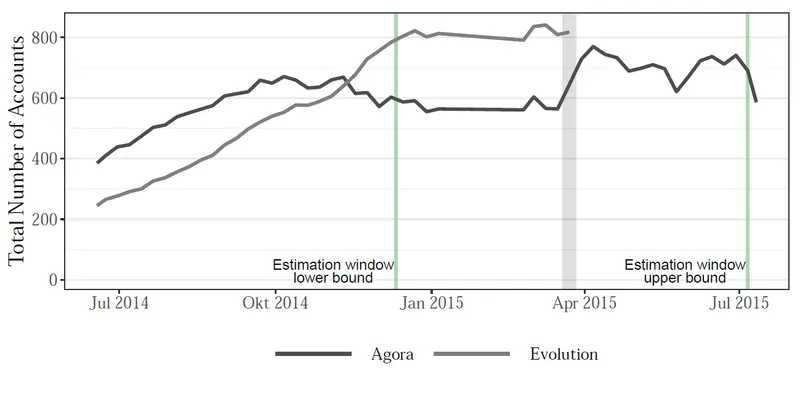 Total Number of Accounts
800
600
400
200
0
Estimation window
lower bound
Estimation window
upper bound
Jul 2014
Okt 2014
Jan 2015
Apr 2015
Jul 2015
Agora
Evolution